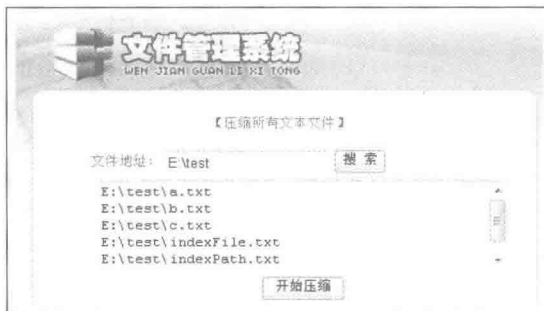 文件管理系统
WEN JIAN GUAN LI XI TONG
【压缩所有文本文件】
文件地址： E:\test 搜 索
E:\test\a.txt
E:\test\b.txt
E:\test\c.txt
E:\test\indexFile.txt
E:\test\indexPath.txt
开始压缩